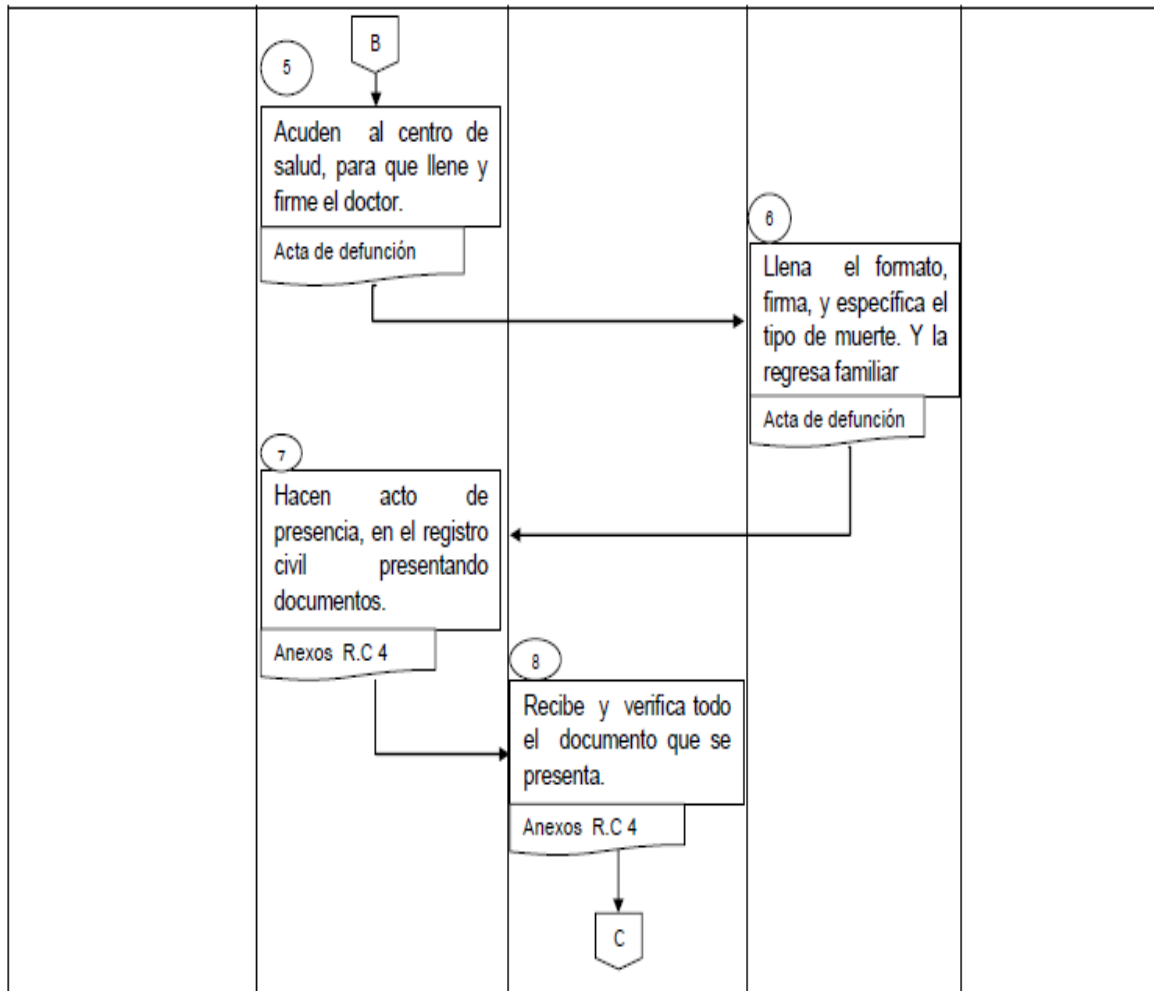 B
5
Acuden al centro de
salud, para que llene y
firme el doctor.
Acta de defunción
6
Llena el formato,
firma, y específica el
tipo de muerte. Y la
regresa familiar
Acta de defunción
7
Hacen acto de
presencia, en el registro
civil presentando
documentos.
Anexos R.C 4
8
Recibe y verifica todo
el documento que se
presenta.
Anexos R.C 4
C